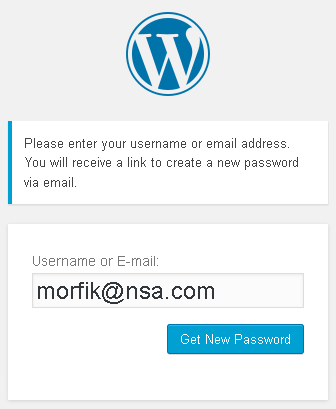 Please enter your username or email address.
You will receive a link to create a new password
via email.
Username or E-mail:
morfik@nsa.com
Get New Password